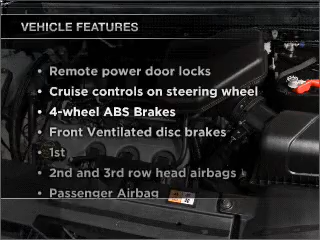 VEHICLE FEATURES
• Remote power door locks
• Cruise controls on steering wheel
• 4-wheel ABS Brakes
• Front Ventilated disc brakes
• 1st
• 2nd and 3rd row head airbags
• Passenger Airbag